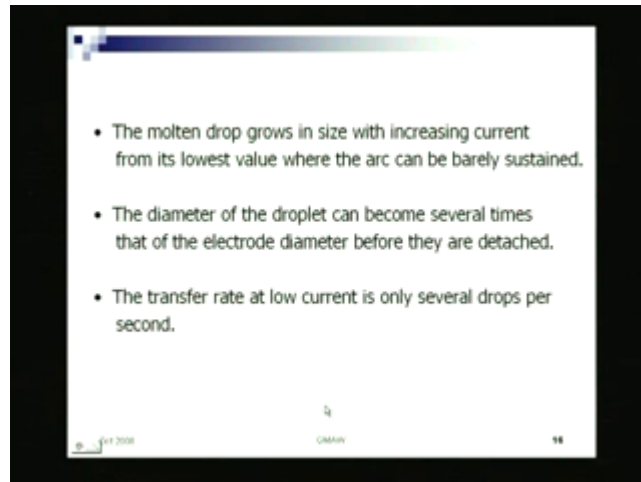 • The molten drop grows in size with increasing current
from its lowest value where the arc can be barely sustained.
• The diameter of the droplet can become several times
that of the electrode diameter before they are detached.
• The transfer rate at low current is only several drops per
second.
GMAW
16